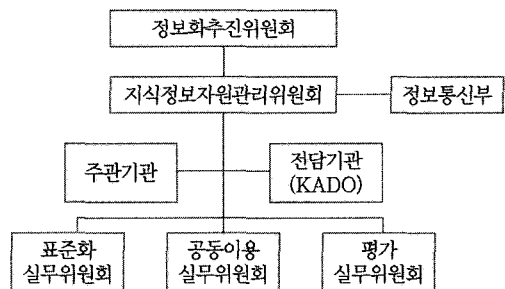 정보화추진위원회
지식정보자원관리위원회
정보통신부
주관기관
전담기관
(KADO)
표준화
실무위원회
공동이용
실무위원회
평가
실무위원회